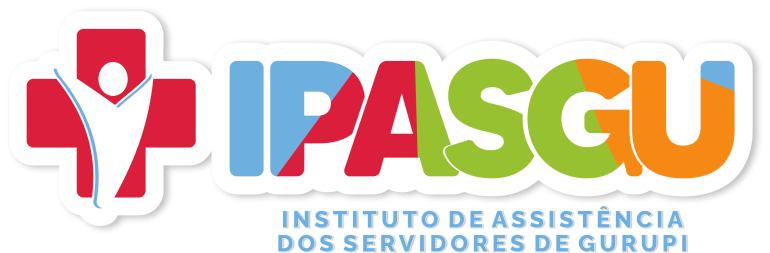 IPASGU
INSTITUTO DE ASSISTÊNCIA
DOS SERVIDORES DE GURUPI